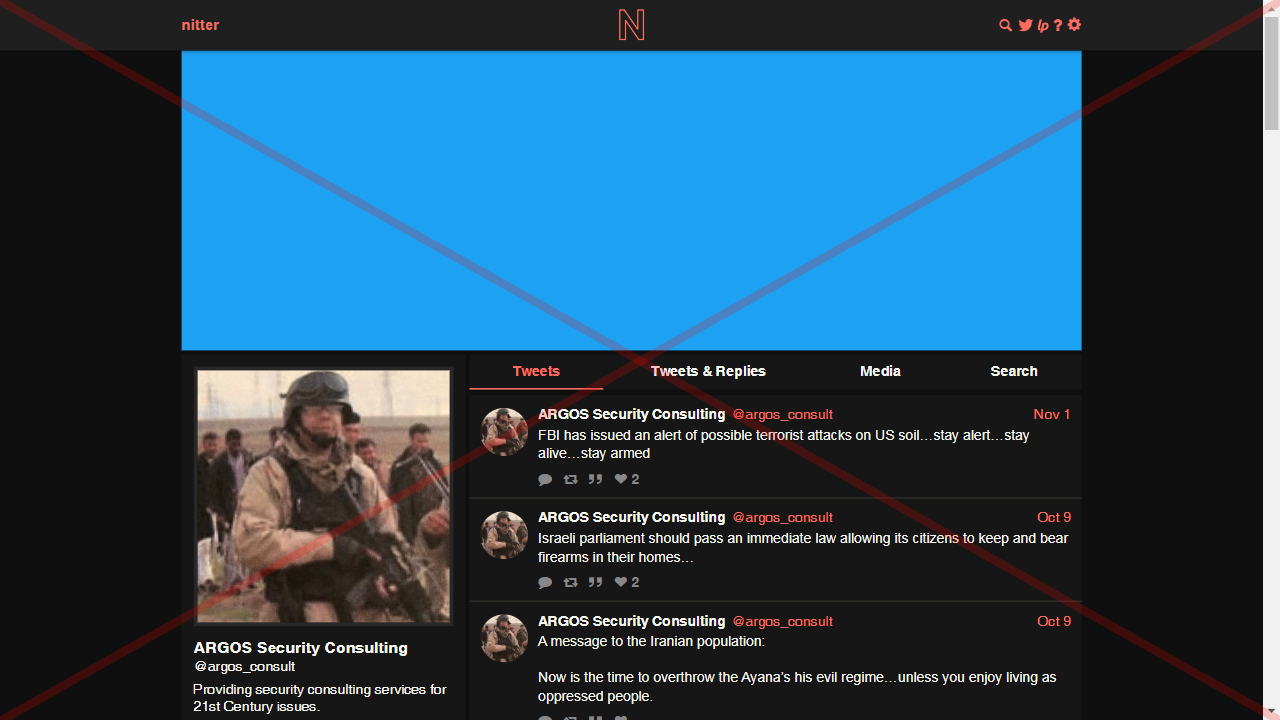 nitter
N
lp ?
Tweets
Tweets & Replies
Media
Search
ARGOS Security Consulting @argos_consult Nov 1
FBI has issued an alert of possible terrorist attacks on US soil…stay alert…stay
alive…stay armed
2
ARGOS Security Consulting @argos_consult Oct 9
Israeli parliament should pass an immediate law allowing its citizens to keep and bear
firearms in their homes…
2
ARGOS Security Consulting @argos_consult Oct 9
A message to the Iranian population:
Now is the time to overthrow the Ayana's his evil regime…unless you enjoy living as
oppressed people.
ARGOS Security Consulting
@argos_consult
Providing security consulting services for
21st Century issues.